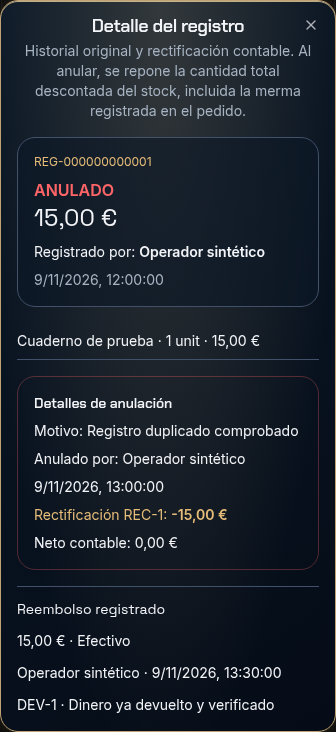 Detalle del registro
Historial original y rectificación contable. Al
anular, se repone la cantidad total
descontada del stock, incluida la merma
registrada en el pedido.
REG-000000000001
ANULADO
15,00 €
Registrado por: Operador sintético
9/11/2026, 12:00:00
Cuaderno de prueba · 1 unit · 15,00 €
Detalles de anulación
Motivo: Registro duplicado comprobado
Anulado por: Operador sintético
9/11/2026, 13:00:00
Rectificación REC-1: -15,00 €
Neto contable: 0,00 €
Reembolso registrado
15,00 € · Efectivo
Operador sintético · 9/11/2026, 13:30:00
DEV-1 · Dinero ya devuelto y verificado